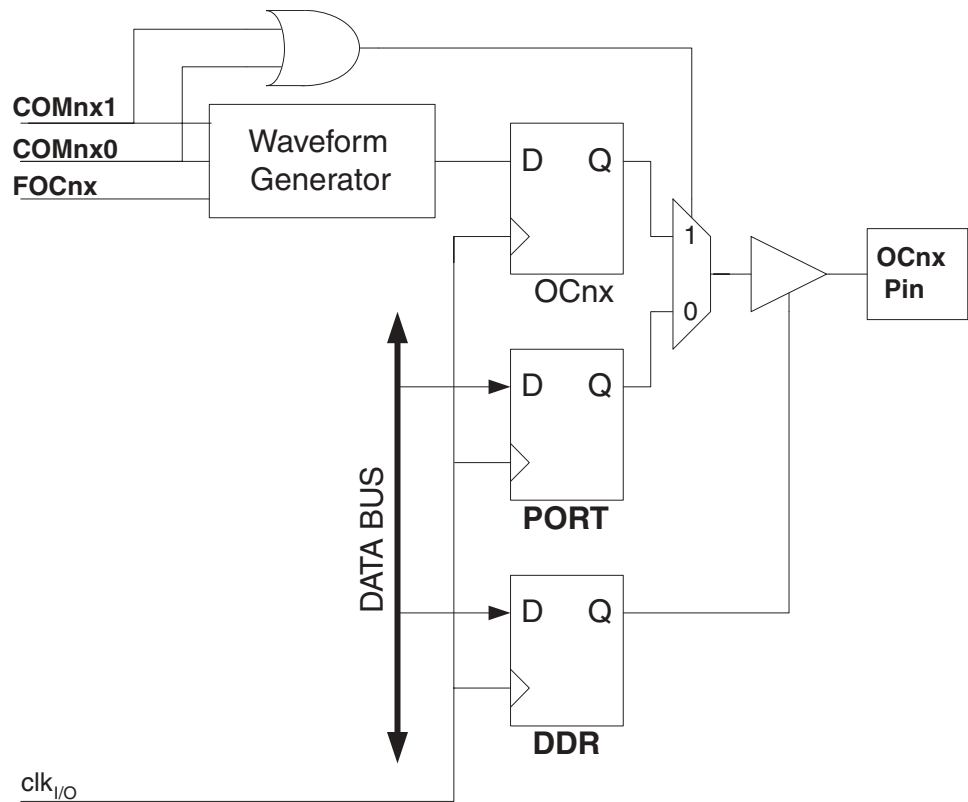 COMnx1
COMnx0
FOCnx
Waveform
Generator
D Q
OCnx
1
0
OCnx
Pin
D Q
PORT
DATA BUS
D Q
DDR
clkI/O